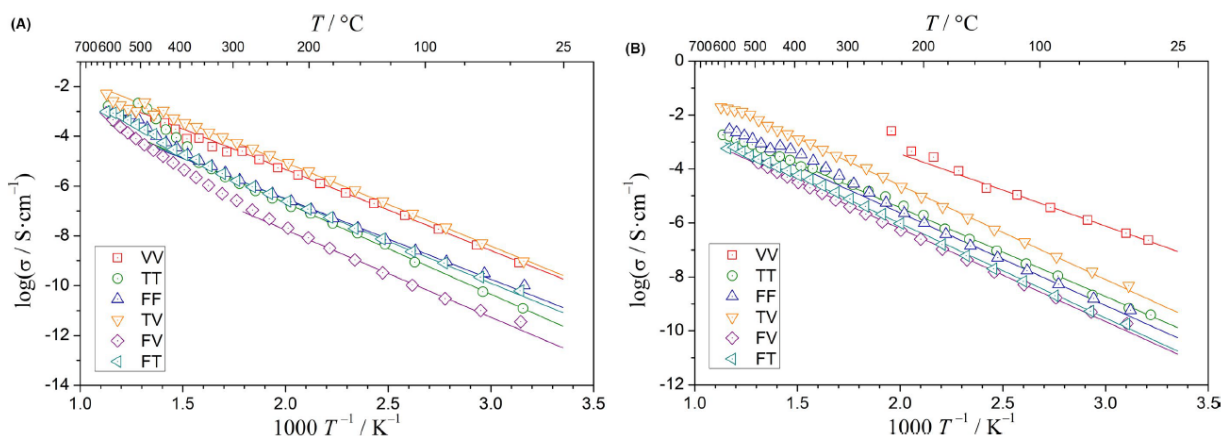 (A)
T / °C
700 600 500 400 300 200 100 25
log(σ / S·cm⁻¹)
-2
-4
-6
-8
-10
-12
-14
VV
TT
FF
TV
FV
FT
1.0 1.5 2.0 2.5 3.0 3.5
1000 T⁻¹ / K⁻¹
(B)
T / °C
700 600 500 400 300 200 100 25
log(σ / S·cm⁻¹)
0
-2
-4
-6
-8
-10
-12
VV
TT
FF
TV
FV
FT
1.0 1.5 2.0 2.5 3.0 3.5
1000 T⁻¹ / K⁻¹